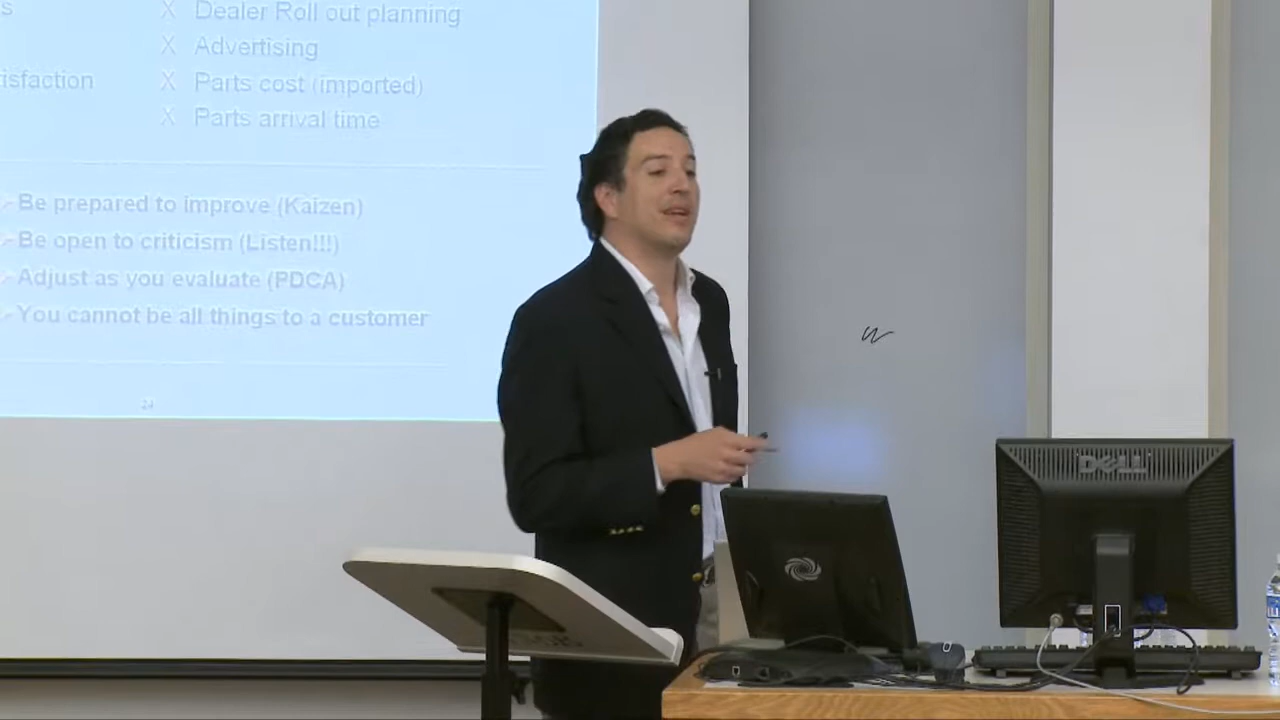 s
X Dealer Roll out planning
X Advertising
isfaction
X Parts cost (imported)
X Parts arrival time
Be prepared to improve (Kaizen)
Be open to criticism (Listen!!!)
Adjust as you evaluate (PDCA)
You cannot be all things to a customer
24
DELL